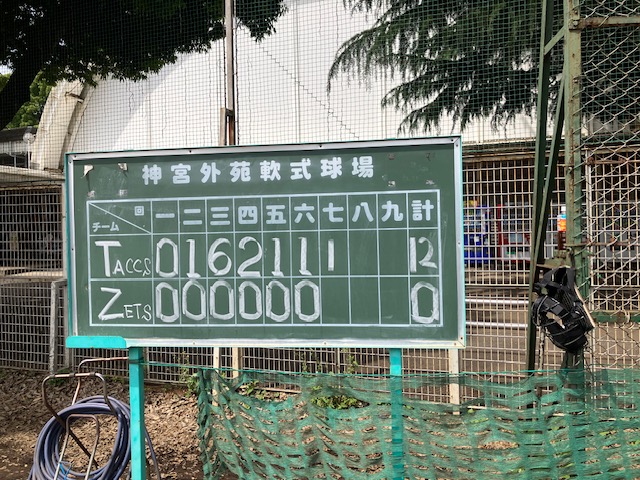 神宮外苑軟式球場
回 一 二 三 四 五 六 七 八 九 計
チーム
TACCS 0 1 6 2 1 1 1 12
ZETS 0 0 0 0 0 0 0